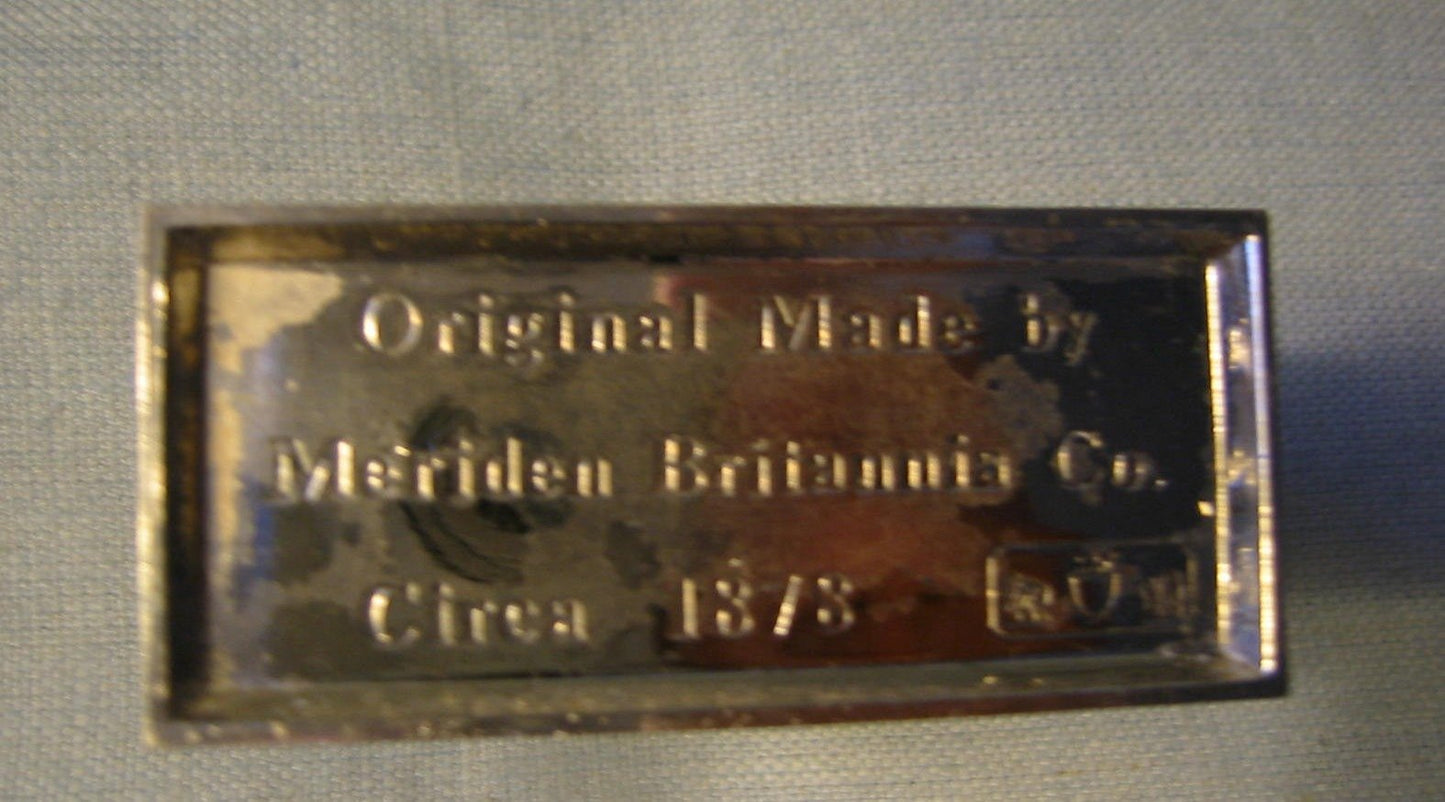 Original Made by
Meriden Britannia Co.
Circa 1878